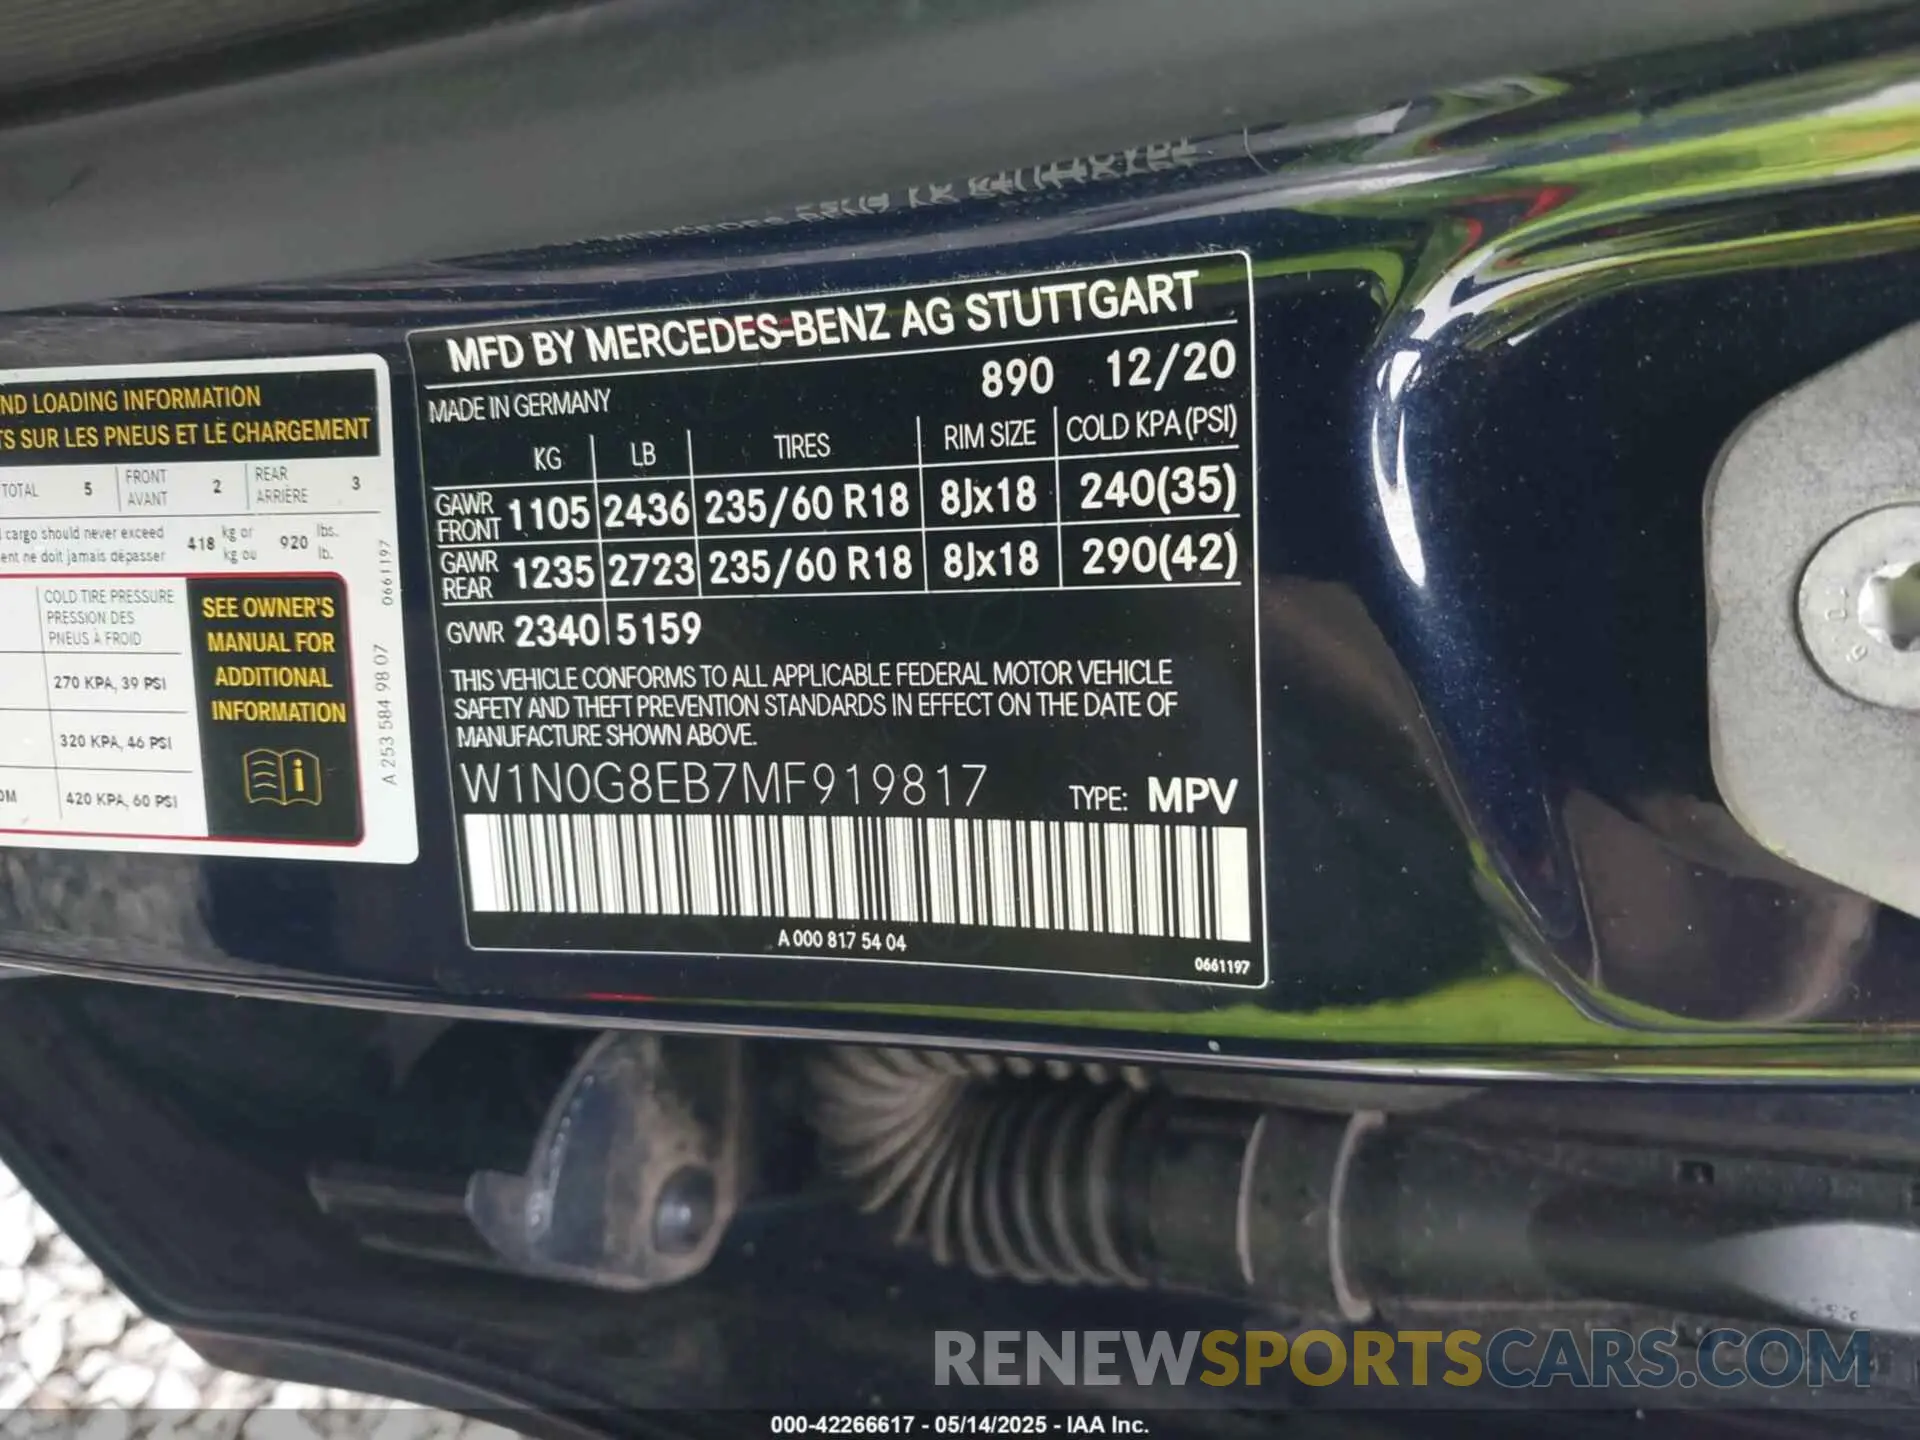 ND LOADING INFORMATION
TS SUR LES PNEUS ET LE CHARGEMENT
TOTAL 5 FRONT AVANT 2 REAR ARRIÈRE 3
cargo should never exceed 418 kg or 920 lbs.
ent ne doit jamais dépasser kg ou lb.
COLD TIRE PRESSURE
PRESSION DES
PNEUS À FROID
270 KPA, 39 PSI
320 KPA, 46 PSI
420 KPA, 60 PSI
SEE OWNER'S
MANUAL FOR
ADDITIONAL
INFORMATION
0661197
A 253 584 98 07
MFD BY MERCEDES-BENZ AG STUTTGART
MADE IN GERMANY 890 12/20
KG LB TIRES RIM SIZE COLD KPA (PSI)
GAWR FRONT 1105 2436 235/60 R18 8Jx18 240(35)
GAWR REAR 1235 2723 235/60 R18 8Jx18 290(42)
GVWR 2340 5159
THIS VEHICLE CONFORMS TO ALL APPLICABLE FEDERAL MOTOR VEHICLE
SAFETY AND THEFT PREVENTION STANDARDS IN EFFECT ON THE DATE OF
MANUFACTURE SHOWN ABOVE.
W1N0G8EB7MF919817 TYPE: MPV
A 000 817 54 04
0661197
RENEWSPORTSCARS.COM
000-42266617 - 05/14/2025 - IAA Inc.